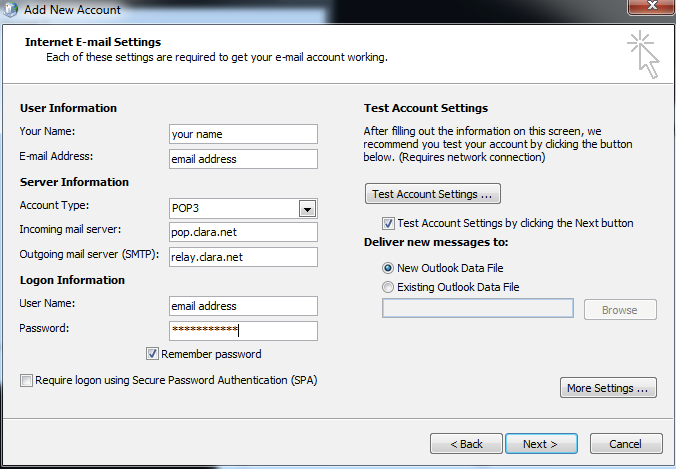 Add New Account
Internet E-mail Settings
Each of these settings are required to get your e-mail account working.
User Information
Your Name:
your name
E-mail Address:
email address
Server Information
Account Type:
POP3
Incoming mail server:
pop.clara.net
Outgoing mail server (SMTP):
relay.clara.net
Logon Information
User Name:
email address
Password:
***********
Remember password
Require logon using Secure Password Authentication (SPA)
Test Account Settings
After filling out the information on this screen, we
recommend you test your account by clicking the button
below. (Requires network connection)
Test Account Settings ...
Test Account Settings by clicking the Next button
Deliver new messages to:
New Outlook Data File
Existing Outlook Data File
Browse
More Settings ...
< Back
Next >
Cancel